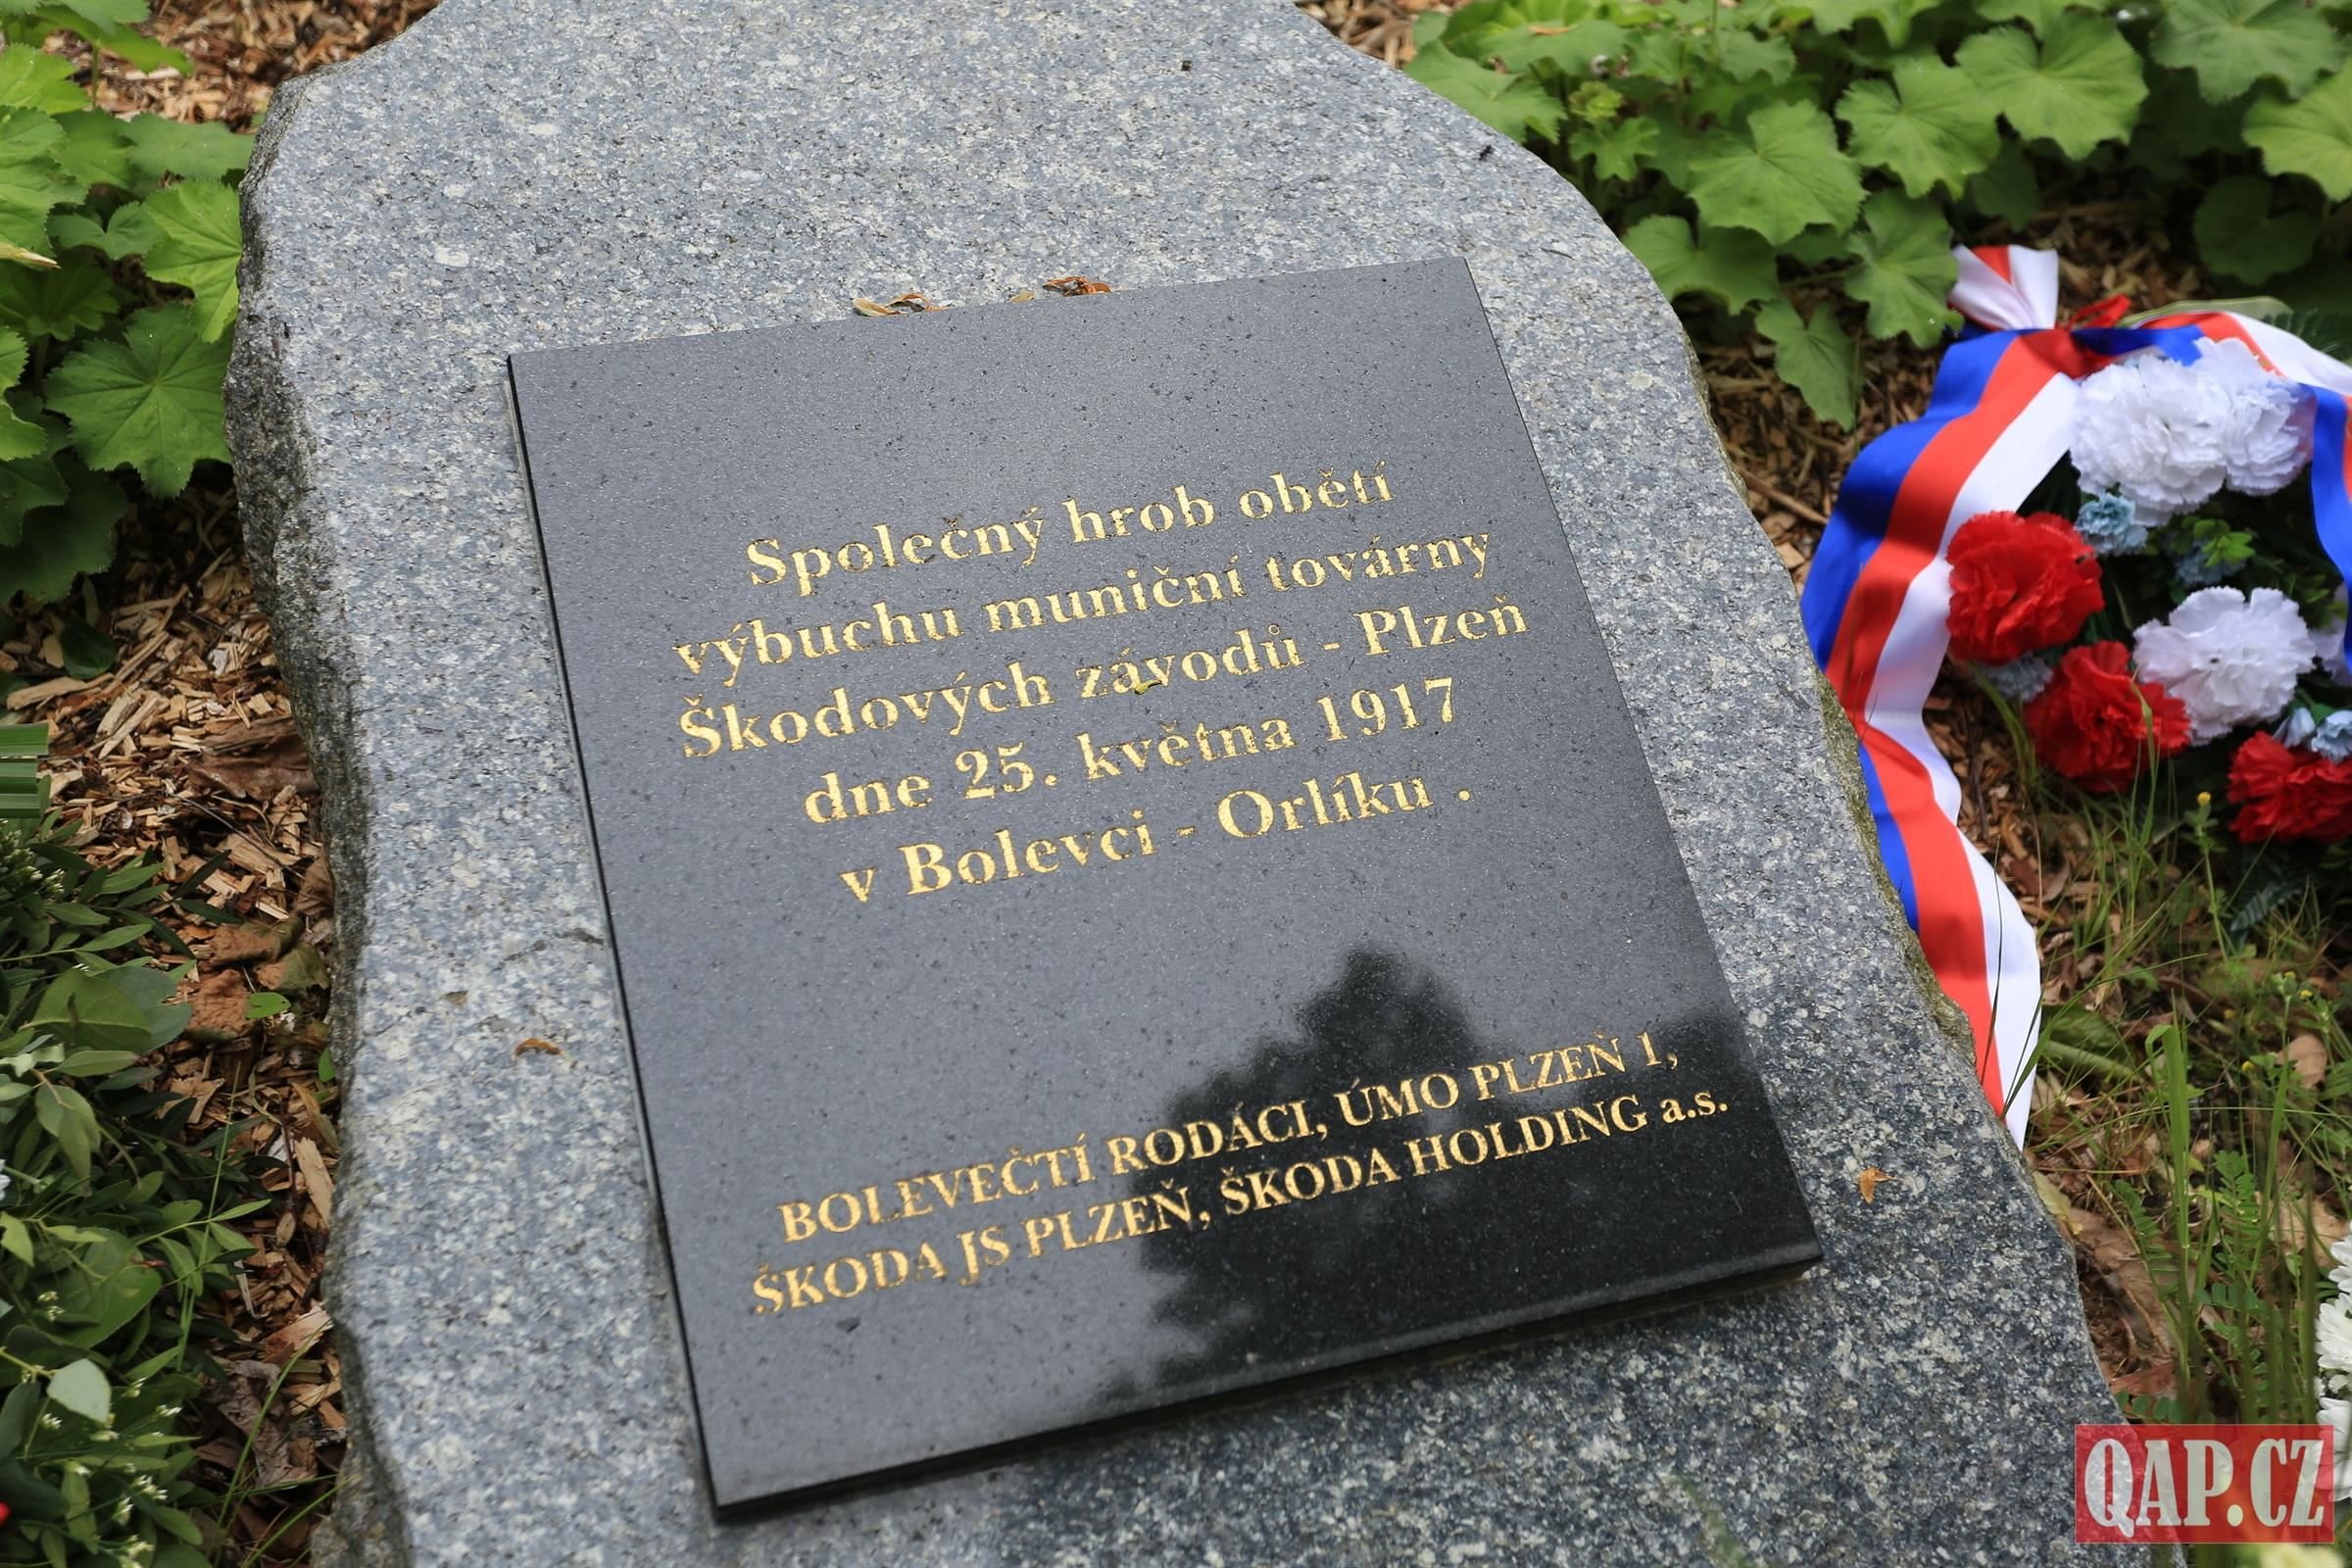 Společný hrob obětí
výbuchu muniční továrny
Škodových závodů - Plzeň
dne 25. května 1917
v Bolevci - Orlíku .
BOLEVEČTÍ RODÁCI, ÚMO PLZEŇ 1,
ŠKODA JS PLZEŇ, ŠKODA HOLDING a.s.
QAP.CZ